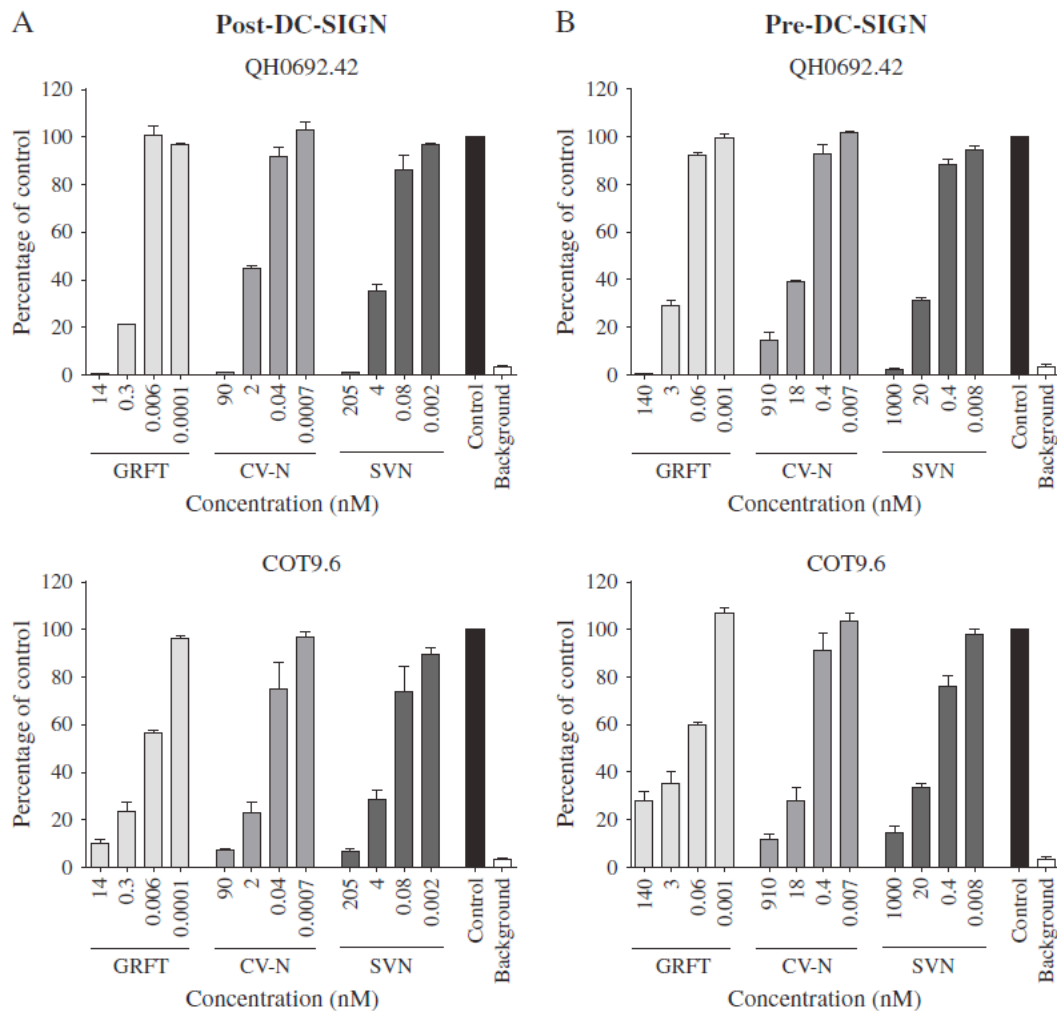 A Post-DC-SIGN
QH0692.42
Percentage of control
120
100
80
60
40
20
0
14 0.3 0.006 0.0001 90 2 0.04 0.0007 205 4 0.08 0.002 Control Background
GRFT CV-N SVN
Concentration (nM)
B Pre-DC-SIGN
QH0692.42
Percentage of control
120
100
80
60
40
20
0
140 3 0.06 0.001 910 18 0.4 0.007 1000 20 0.4 0.008 Control Background
GRFT CV-N SVN
Concentration (nM)
COT9.6
Percentage of control
120
100
80
60
40
20
0
14 0.3 0.006 0.0001 90 2 0.04 0.0007 205 4 0.08 0.002 Control Background
GRFT CV-N SVN
Concentration (nM)
COT9.6
Percentage of control
120
100
80
60
40
20
0
140 3 0.06 0.001 910 18 0.4 0.007 1000 20 0.4 0.008 Control Background
GRFT CV-N SVN
Concentration (nM)